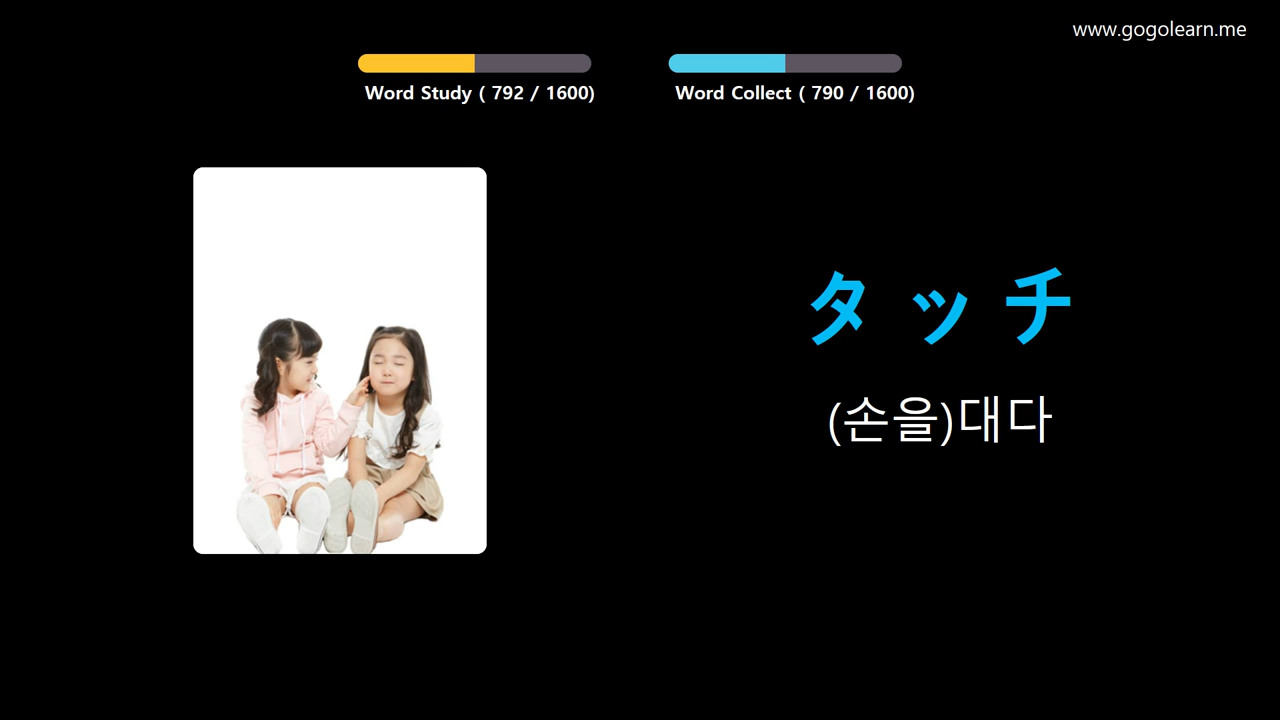 www.gogolearn.me
Word Study ( 792 / 1600)
Word Collect ( 790 / 1600)
タッチ
(손을)대다